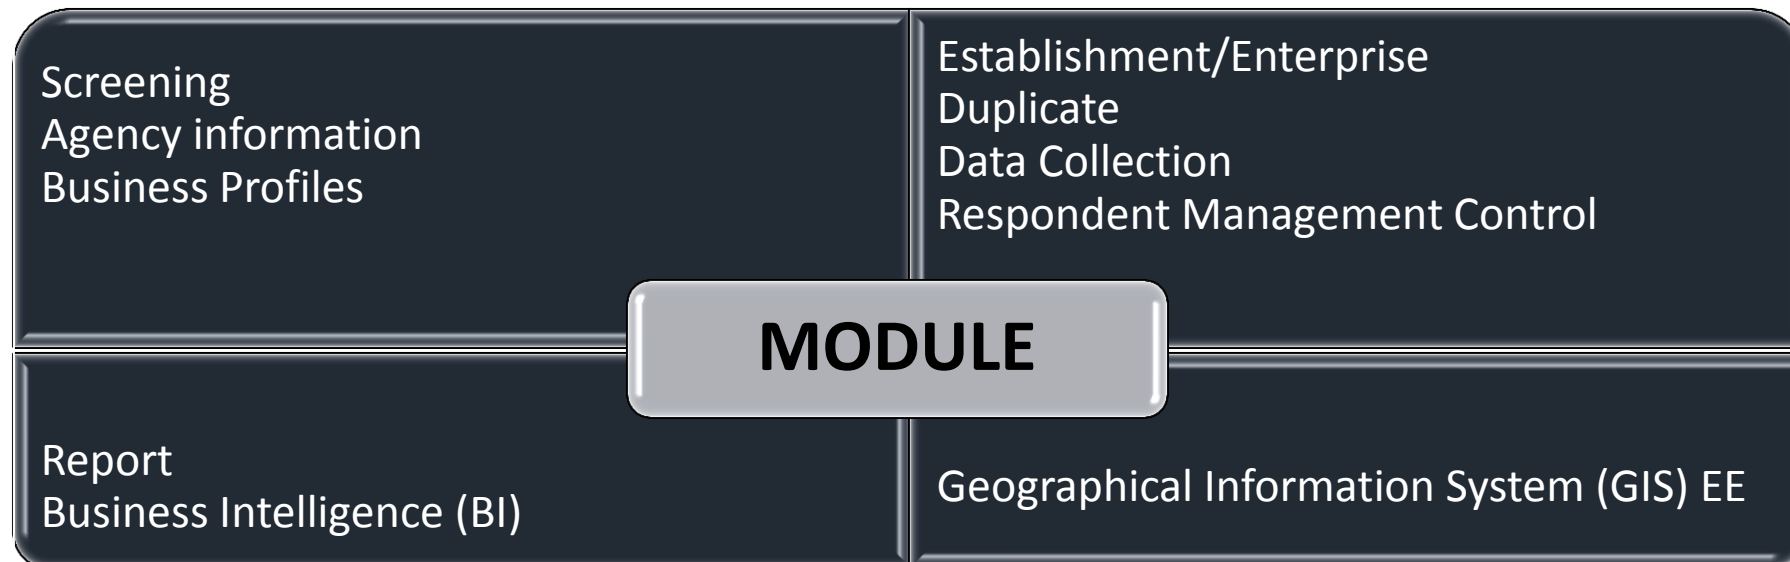 Screening
Agency information
Business Profiles
Establishment/Enterprise
Duplicate
Data Collection
Respondent Management Control
MODULE
Report
Business Intelligence (BI)
Geographical Information System (GIS) EE